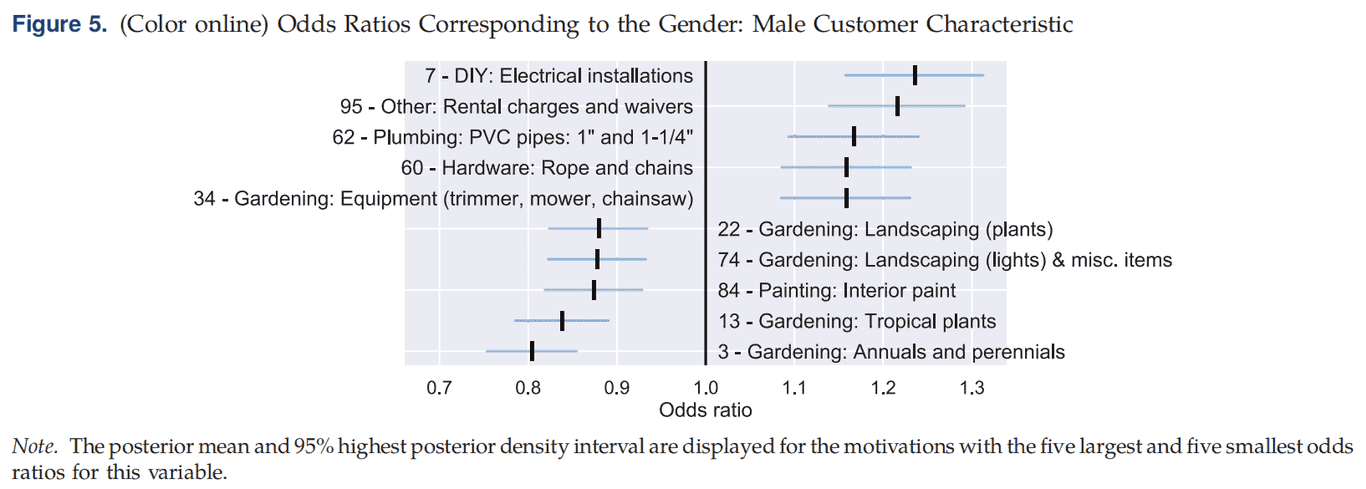 Figure 5. (Color online) Odds Ratios Corresponding to the Gender: Male Customer Characteristic
7 - DIY: Electrical installations
95 - Other: Rental charges and waivers
62 - Plumbing: PVC pipes: 1" and 1-1/4"
60 - Hardware: Rope and chains
34 - Gardening: Equipment (trimmer, mower, chainsaw)
22 - Gardening: Landscaping (plants)
74 - Gardening: Landscaping (lights) & misc. items
84 - Painting: Interior paint
13 - Gardening: Tropical plants
3 - Gardening: Annuals and perennials
0.7 0.8 0.9 1.0 1.1 1.2 1.3
Odds ratio
Note. The posterior mean and 95% highest posterior density interval are displayed for the motivations with the five largest and five smallest odds
ratios for this variable.